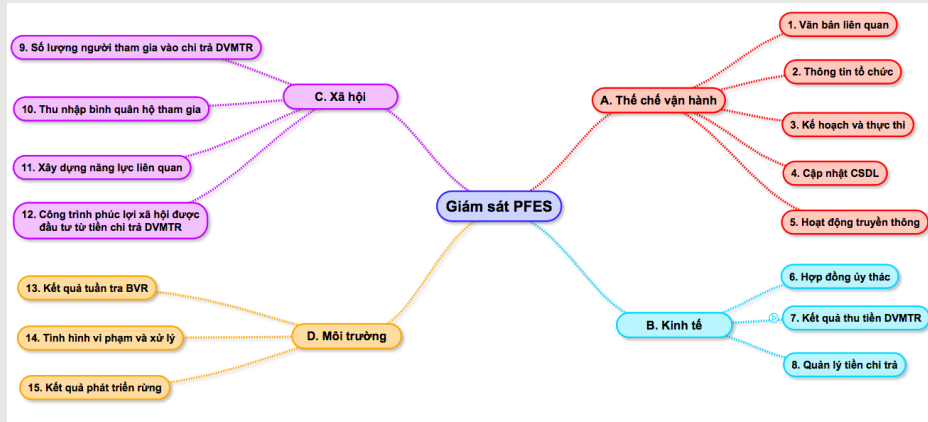 Giám sát PFES
A. Thể chế vận hành
1. Văn bản liên quan
2. Thông tin tổ chức
3. Kế hoạch và thực thi
4. Cập nhật CSDL
5. Hoạt động truyền thông
B. Kinh tế
6. Hợp đồng ủy thác
7. Kết quả thu tiền DVMTR
8. Quản lý tiền chi trả
C. Xã hội
9. Số lượng người tham gia vào chi trả DVMTR
10. Thu nhập bình quân hộ tham gia
11. Xây dựng năng lực liên quan
12. Công trình phúc lợi xã hội được
đầu tư từ tiền chi trả DVMTR
D. Môi trường
13. Kết quả tuần tra BVR
14. Tình hình vi phạm và xử lý
15. Kết quả phát triển rừng